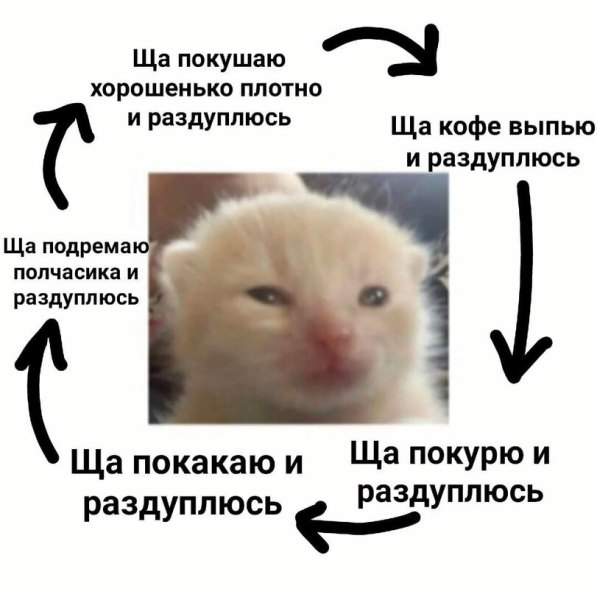 Ща покушаю
хорошенько плотно
и раздуплюсь
Ща кофе выпью
и раздуплюсь
Ща покурю и
раздуплюсь
Ща покакаю и
раздуплюсь
Ща подремаю
полчасика и
раздуплюсь